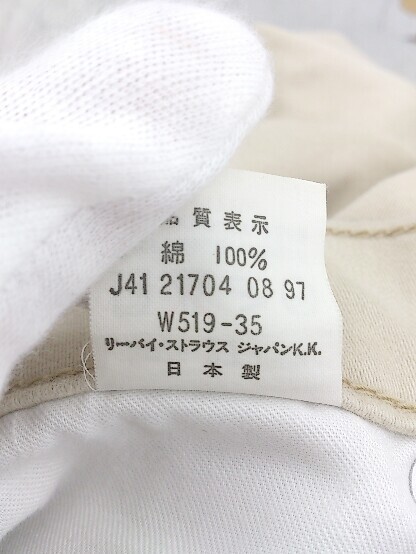 品質表示
綿 100%
J41 21704 08 97
W519-35
リーバイ・ストラウス ジャパンK.K.
日本製